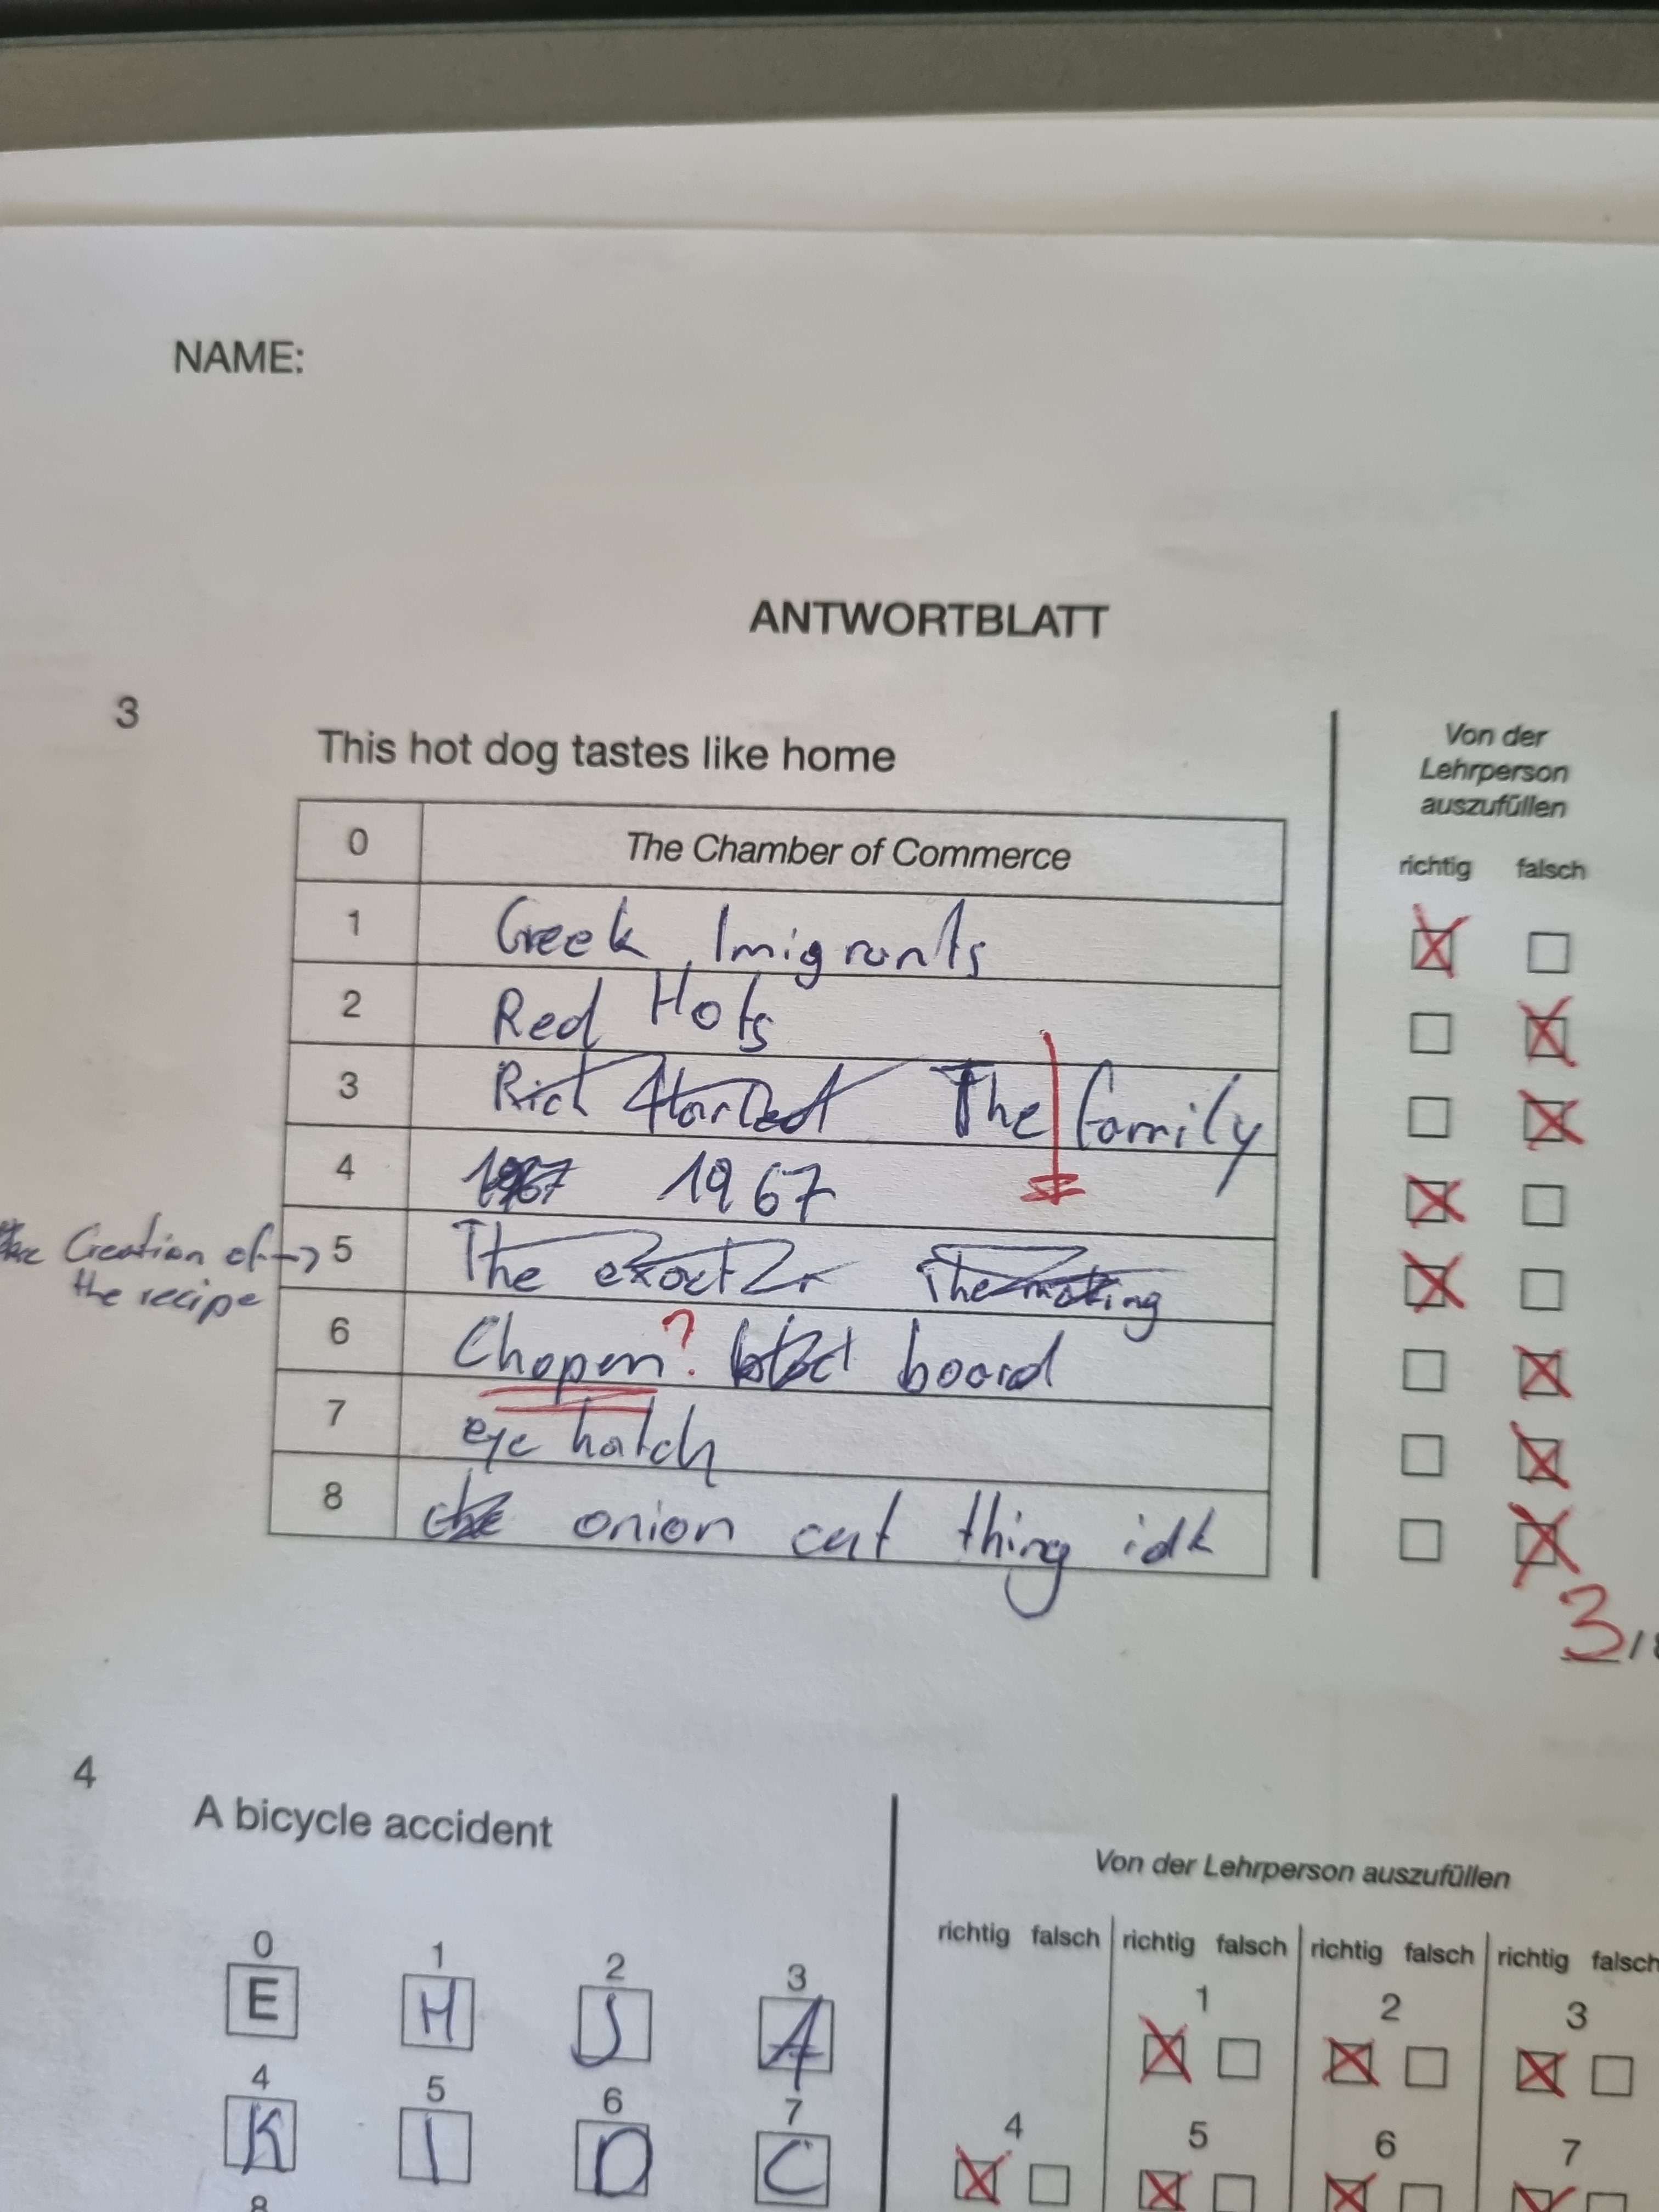 NAME:
ANTWORTBLATT
3
This hot dog tastes like home
Von der
Lehrperson
auszufüllen
richtig falsch
0 The Chamber of Commerce
1 Greek Imigrants
2 Red Hots
3 Rich The family
4 1967 1967
the Creation of → 5 The exact The making
the recipe
6 Chopen? board
7 eye hatch
8 onion cut thing idk
3/8
4
A bicycle accident
Von der Lehrperson auszufüllen
richtig falsch richtig falsch richtig falsch richtig falsch
0 1 2 3
E H J A
1 2 3
4 5 6 7
K I D C
4 5 6 7
8